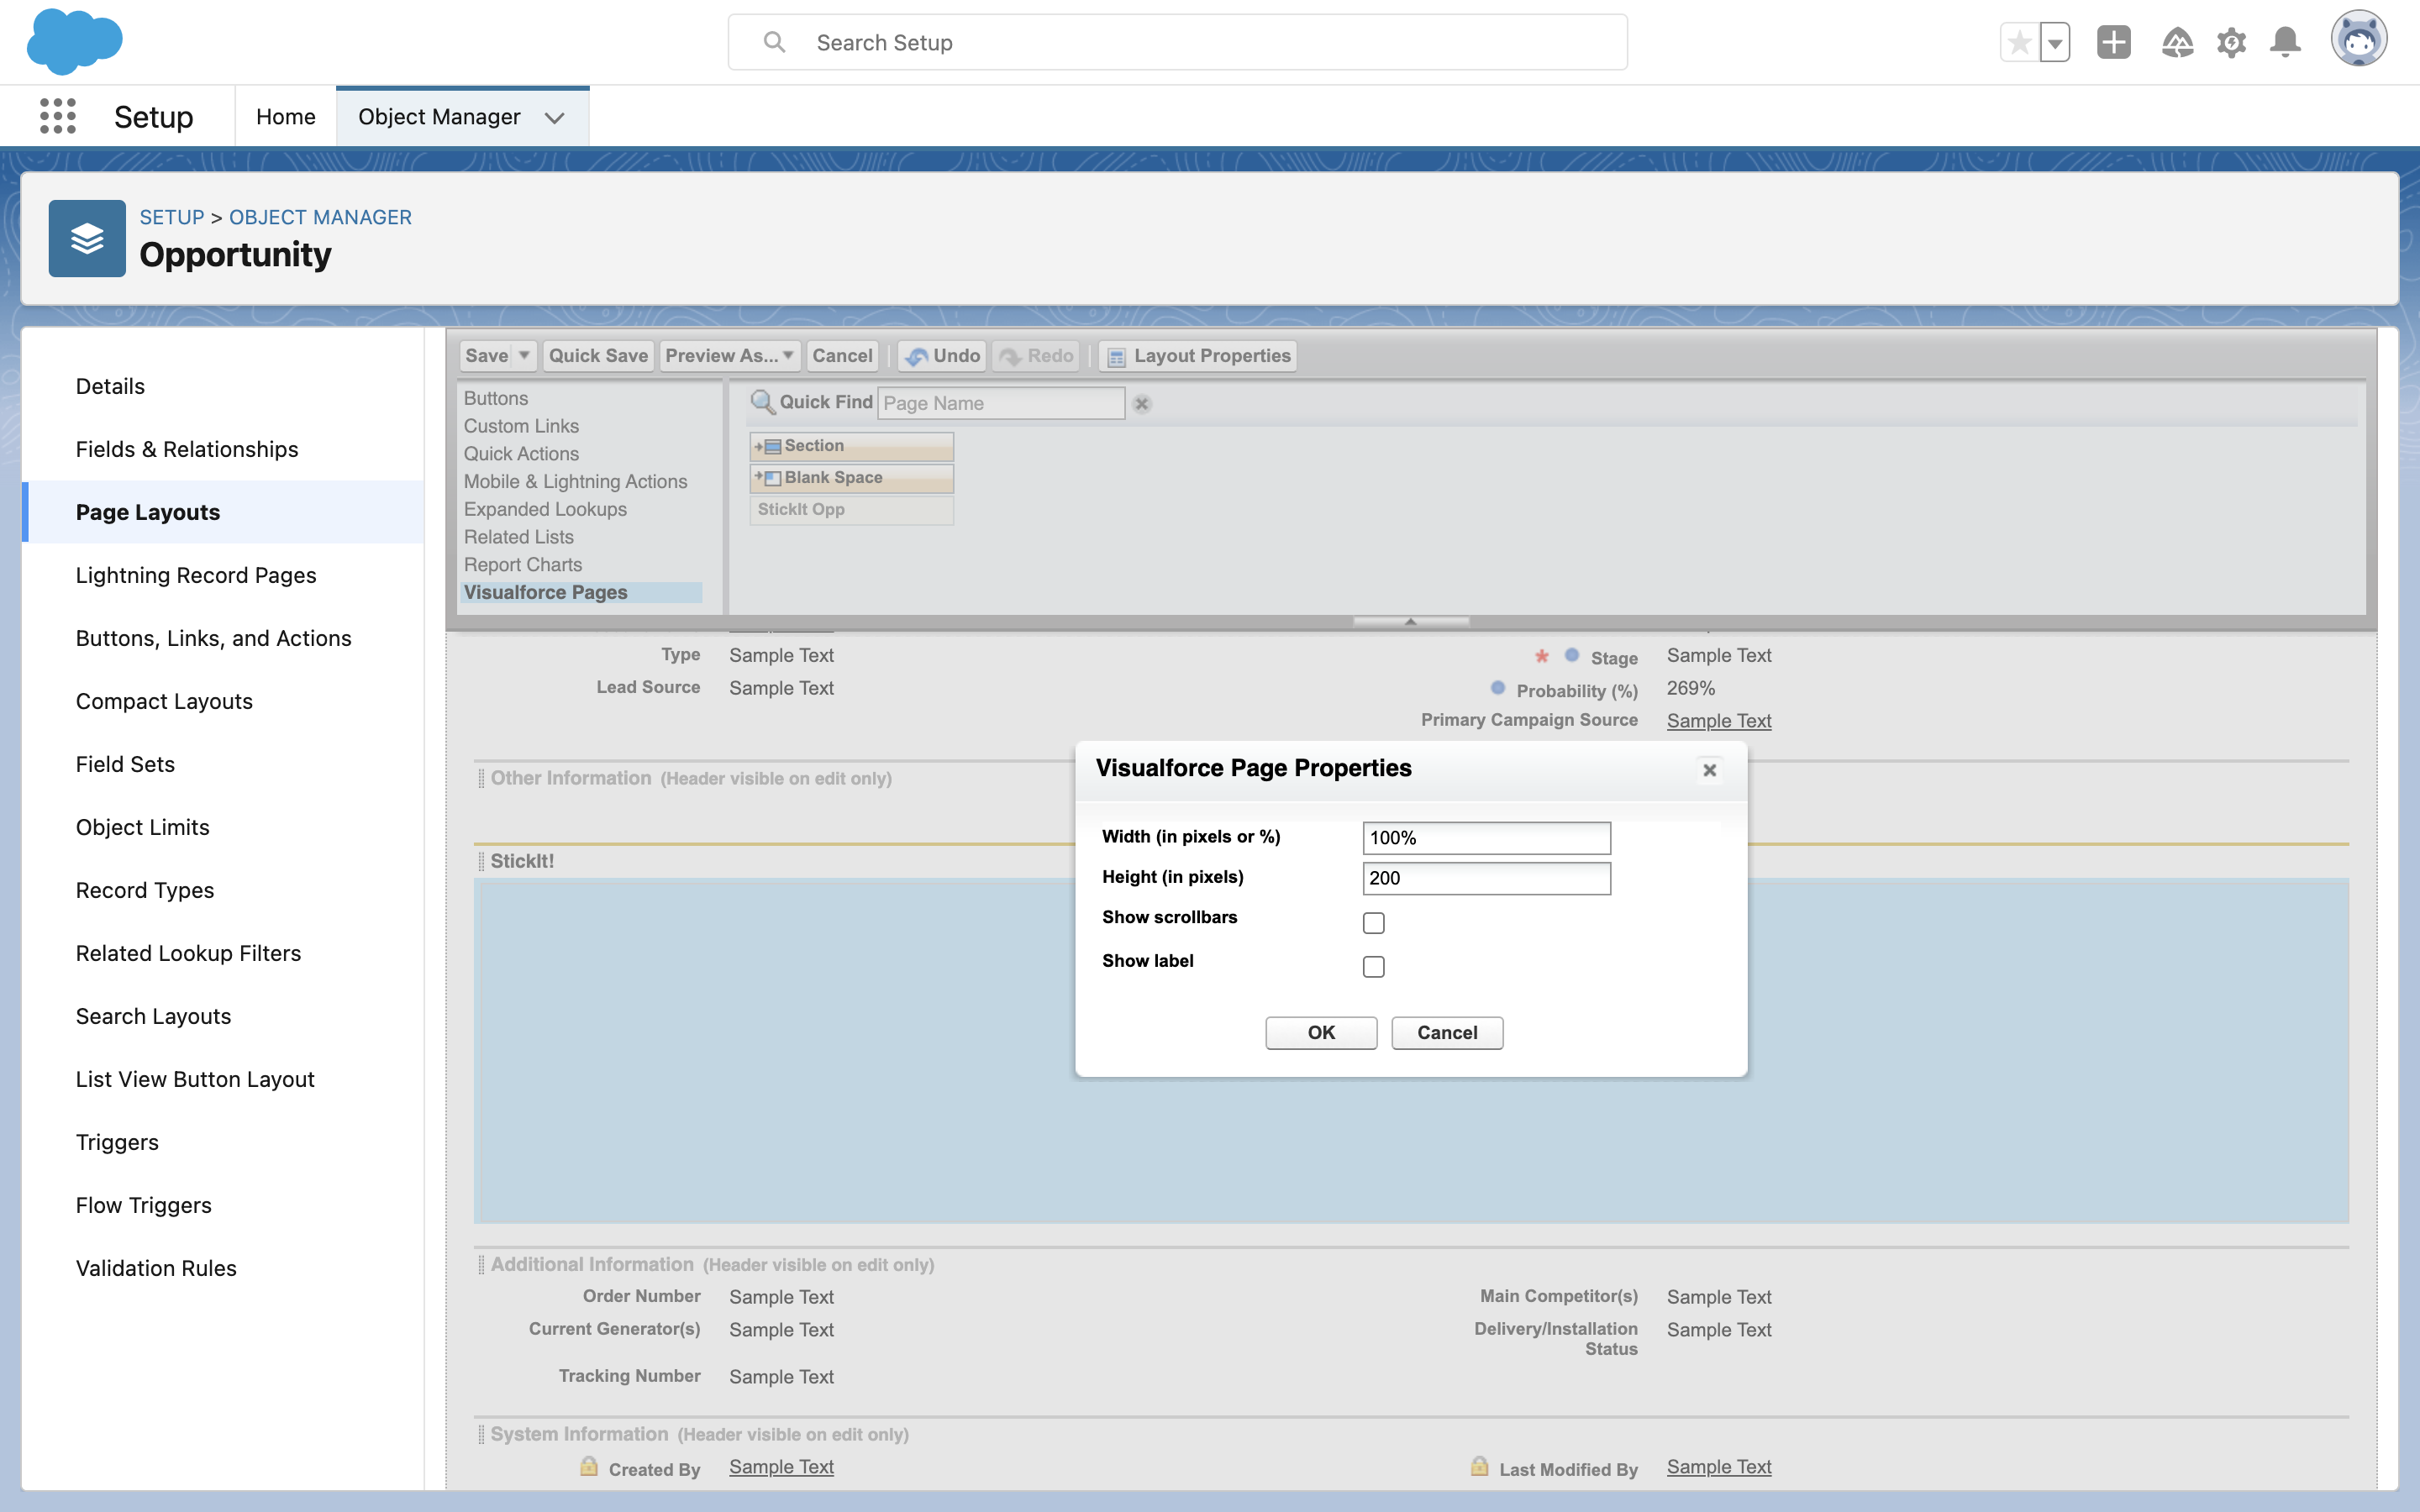 Search Setup
Setup
Home
Object Manager
SETUP > OBJECT MANAGER
Opportunity
Details
Fields & Relationships
Page Layouts
Lightning Record Pages
Buttons, Links, and Actions
Compact Layouts
Field Sets
Object Limits
Record Types
Related Lookup Filters
Search Layouts
List View Button Layout
Triggers
Flow Triggers
Validation Rules
Save Quick Save Preview As... Cancel Undo Redo Layout Properties
Buttons
Custom Links
Quick Actions
Mobile & Lightning Actions
Expanded Lookups
Related Lists
Report Charts
Visualforce Pages
Quick Find Page Name
Section
Blank Space
StickIt Opp
Type Sample Text
* Stage Sample Text
Lead Source Sample Text
Probability (%) 269%
Primary Campaign Source Sample Text
Other Information (Header visible on edit only)
StickIt!
Visualforce Page Properties
Width (in pixels or %) 100%
Height (in pixels) 200
Show scrollbars
Show label
OK Cancel
Additional Information (Header visible on edit only)
Order Number Sample Text
Main Competitor(s) Sample Text
Current Generator(s) Sample Text
Delivery/Installation Sample Text
Status
Tracking Number Sample Text
System Information (Header visible on edit only)
Created By Sample Text
Last Modified By Sample Text